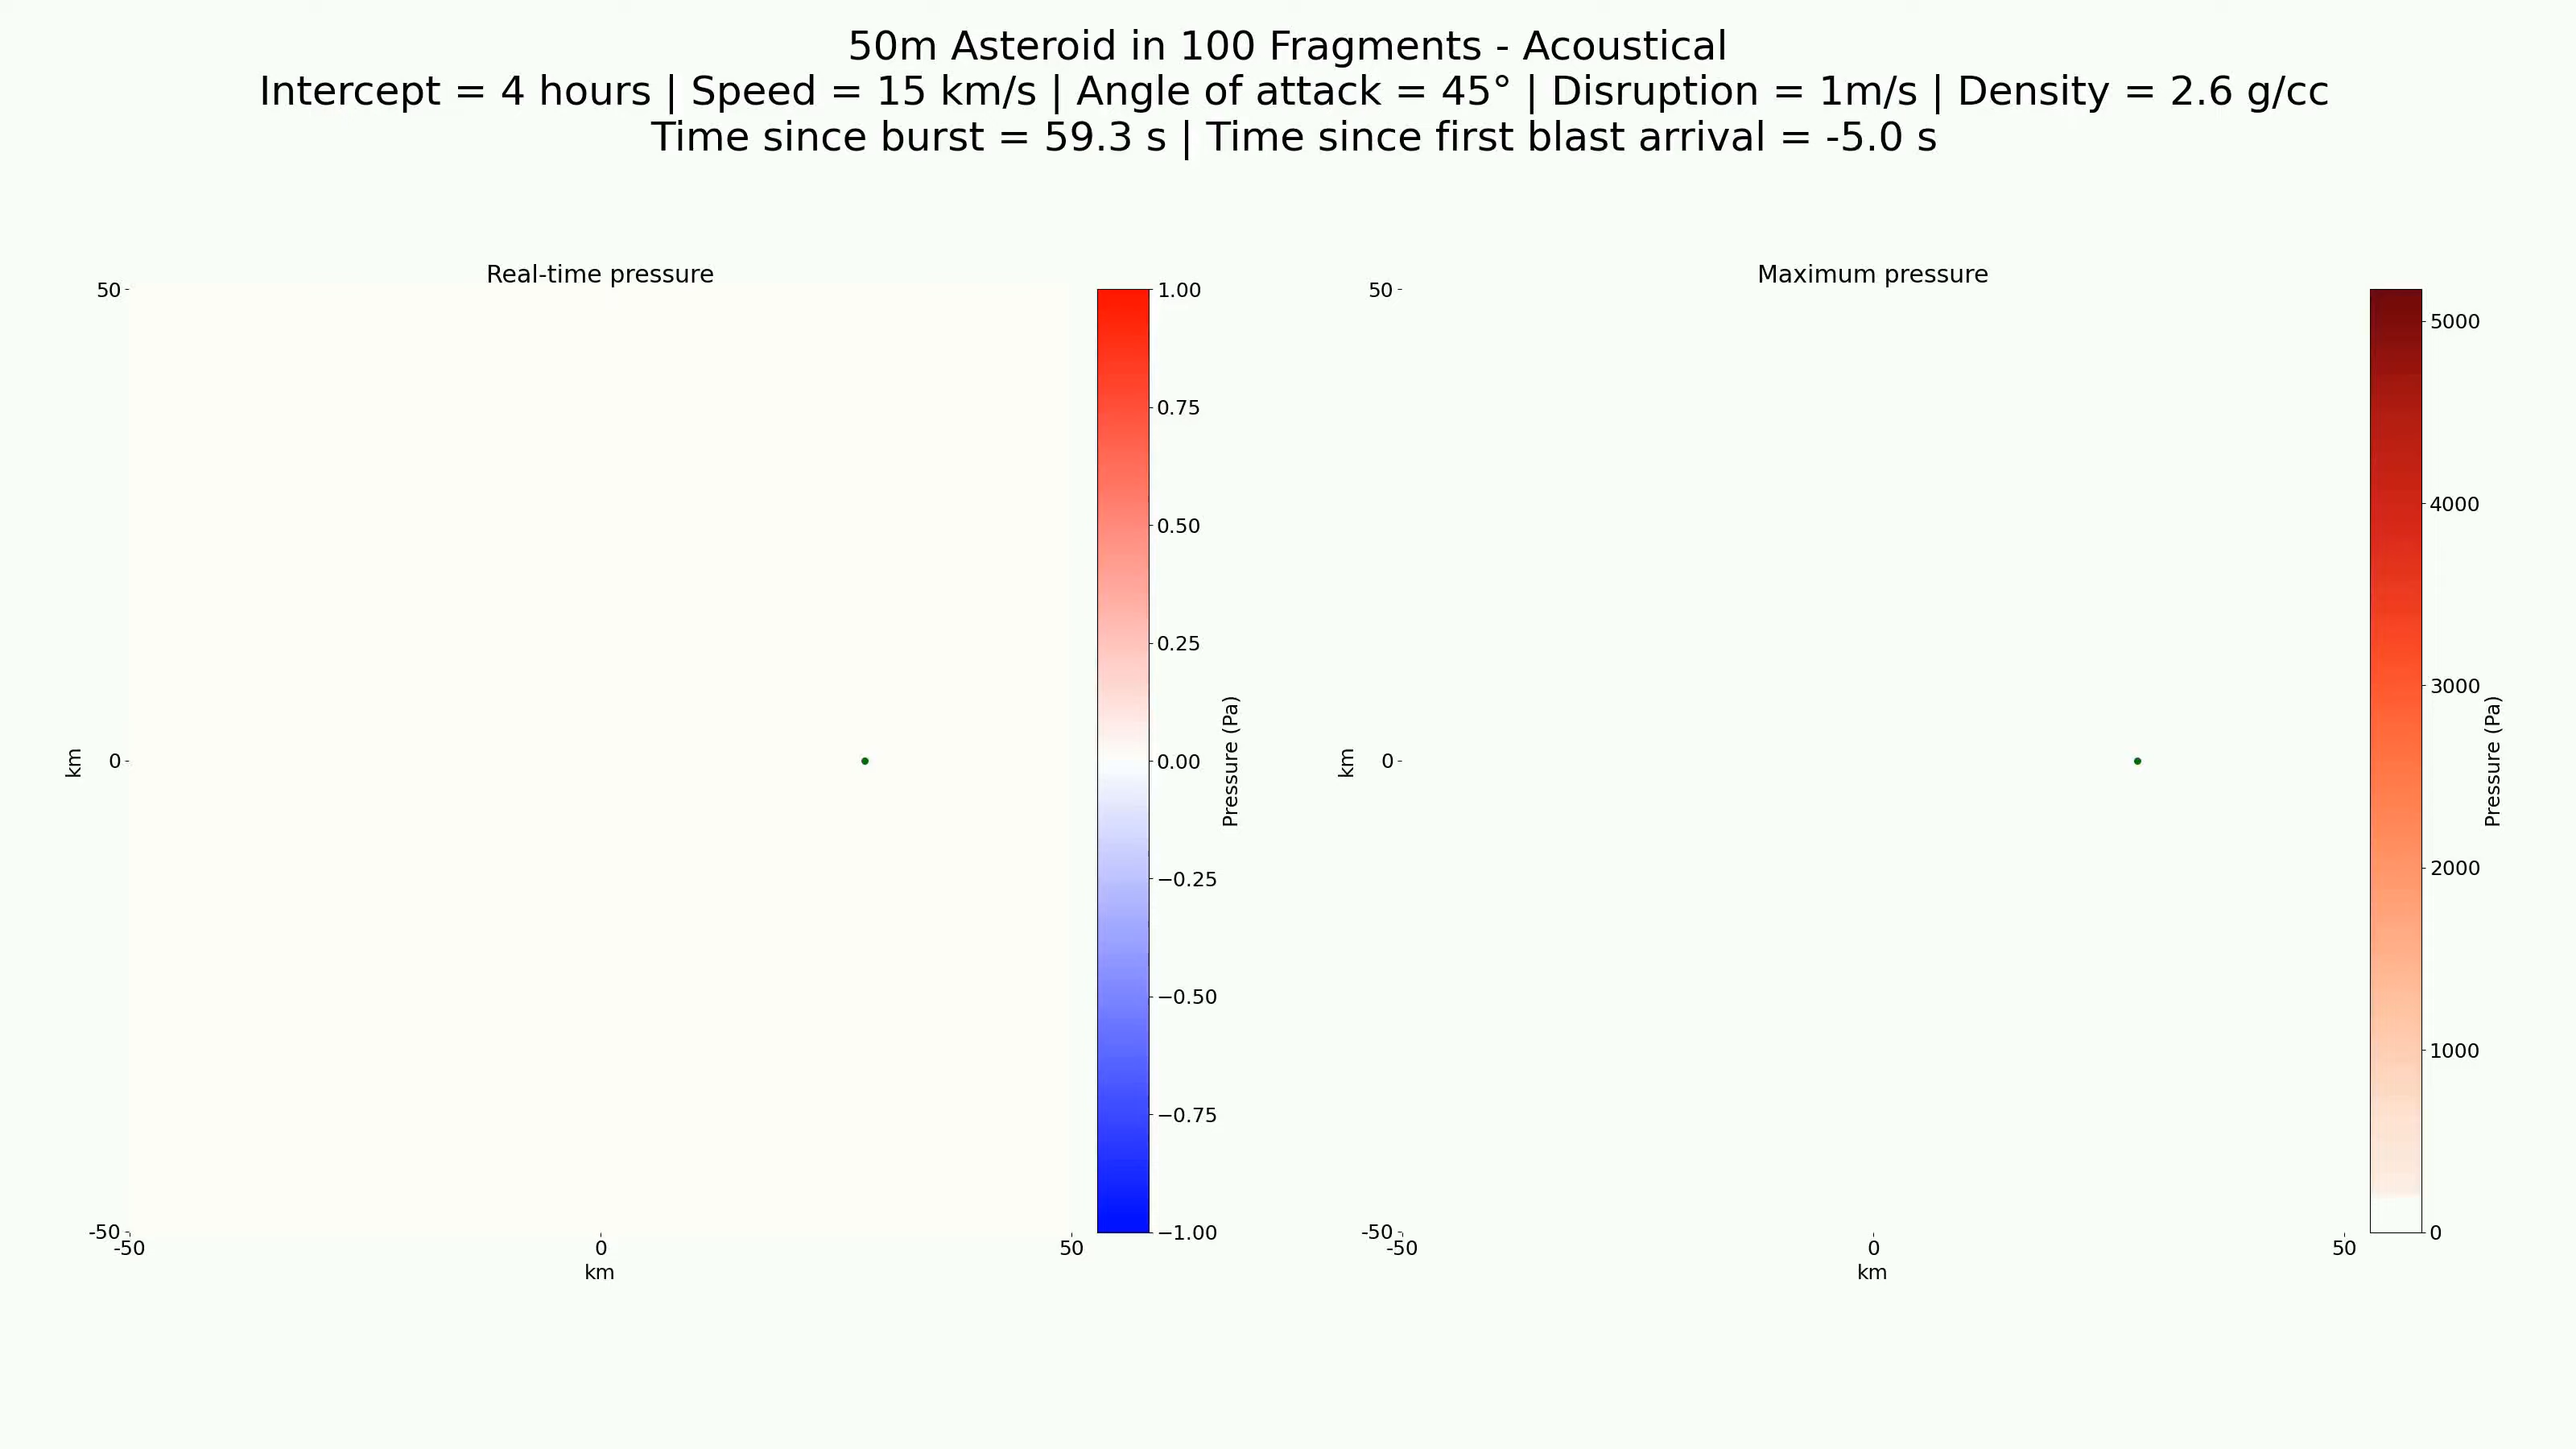 50m Asteroid in 100 Fragments - Acoustical
Intercept = 4 hours | Speed = 15 km/s | Angle of attack = 45° | Disruption = 1m/s | Density = 2.6 g/cc
Time since burst = 59.3 s | Time since first blast arrival = -5.0 s
Real-time pressure
50
0
-50
km
-50
0
50
km
1.00
0.75
0.50
0.25
0.00
−0.25
−0.50
−0.75
−1.00
Pressure (Pa)
Maximum pressure
50
0
-50
km
-50
0
50
km
5000
4000
3000
2000
1000
0
Pressure (Pa)